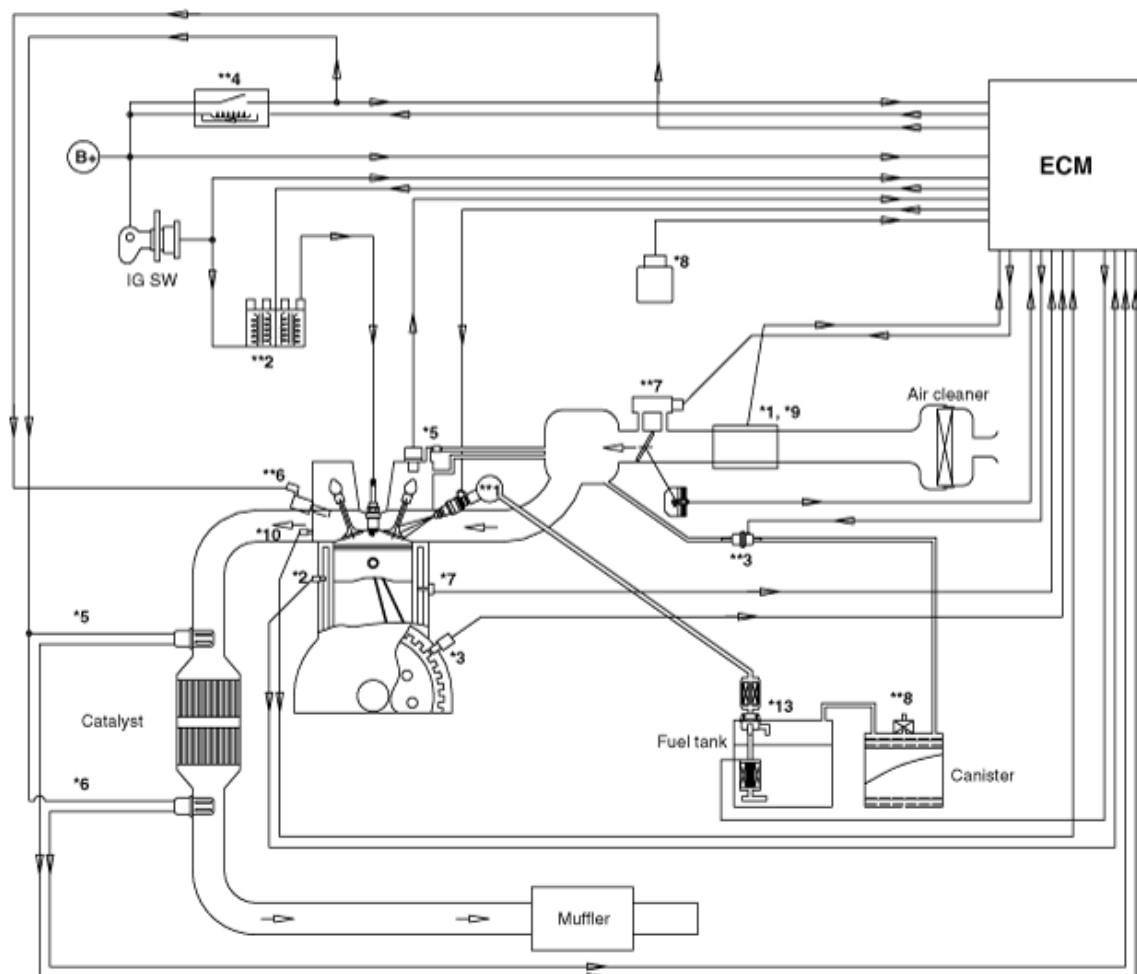 **4
B+
ECM
IG SW
*8
**2
**7
Air cleaner
*1, *9
*5
**6
*10
**3
*2
*7
*5
*3
*13
**8
Catalyst
Fuel tank
Canister
*6
Muffler